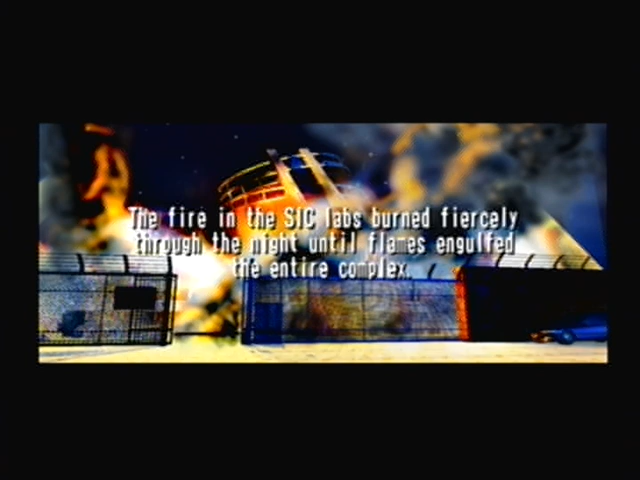 The fire in the SIC labs burned fiercely
through the night until flames engulfed
the entire complex.